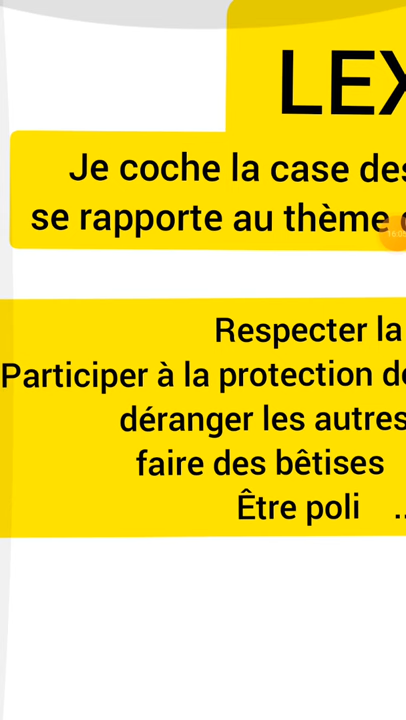 LEX
Je coche la case des
se rapporte au thème
Respecter la
Participer à la protection de
déranger les autres
faire des bêtises
Être poli ..